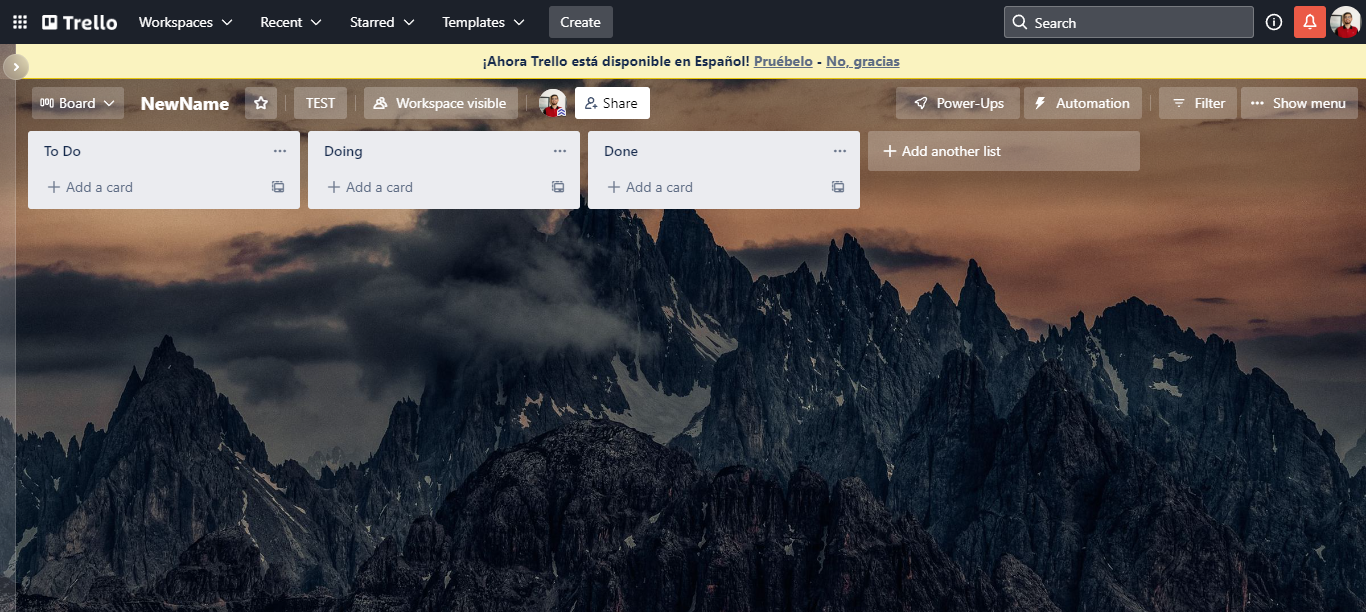 Trello Workspaces Recent Starred Templates Create Search
¡Ahora Trello está disponible en Español! Pruébelo - No, gracias
Board NewName TEST Workspace visible Share Power-Ups Automation Filter Show menu
To Do Doing Done + Add another list
+ Add a card + Add a card + Add a card